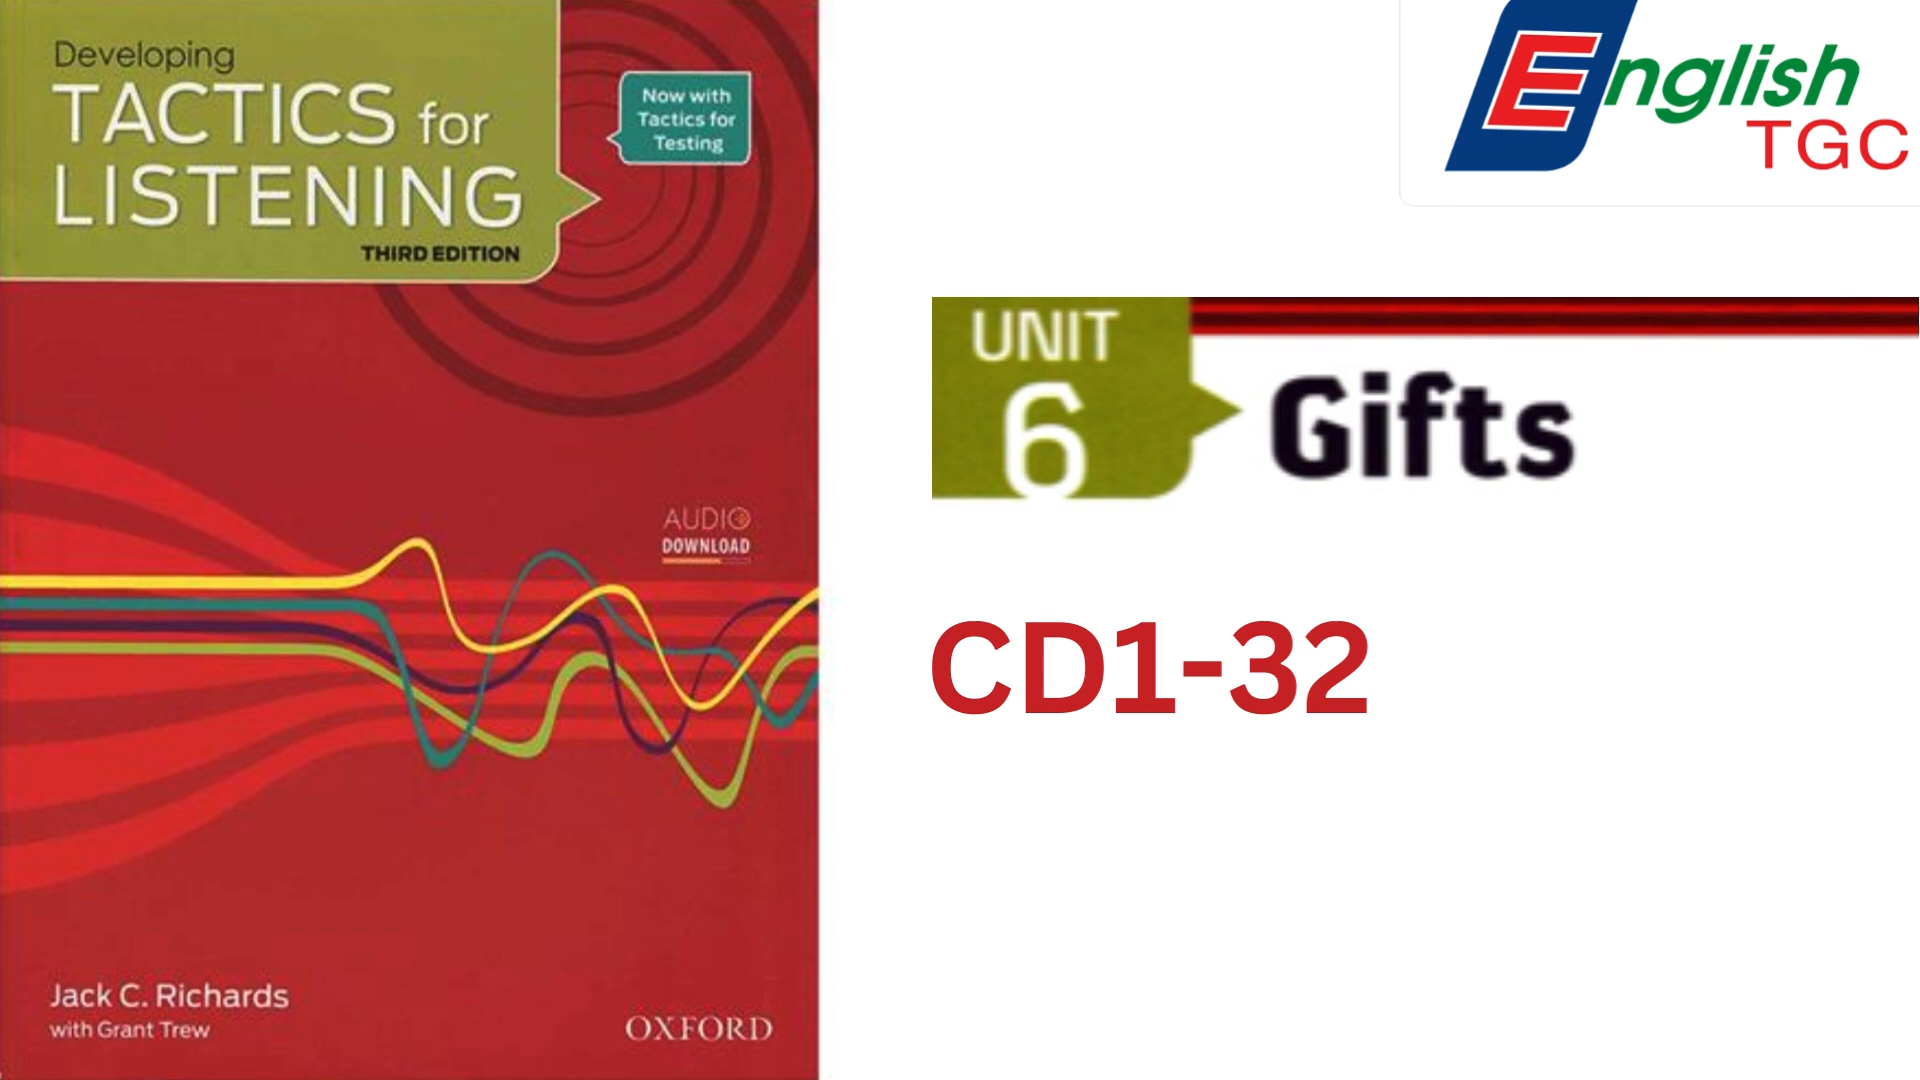 Developing
TACTICS for
LISTENING
THIRD EDITION
Now with
Tactics for
Testing
AUDIO
DOWNLOAD
Jack C. Richards
with Grant Trew
OXFORD
English
TGC
UNIT
6
Gifts
CD1-32